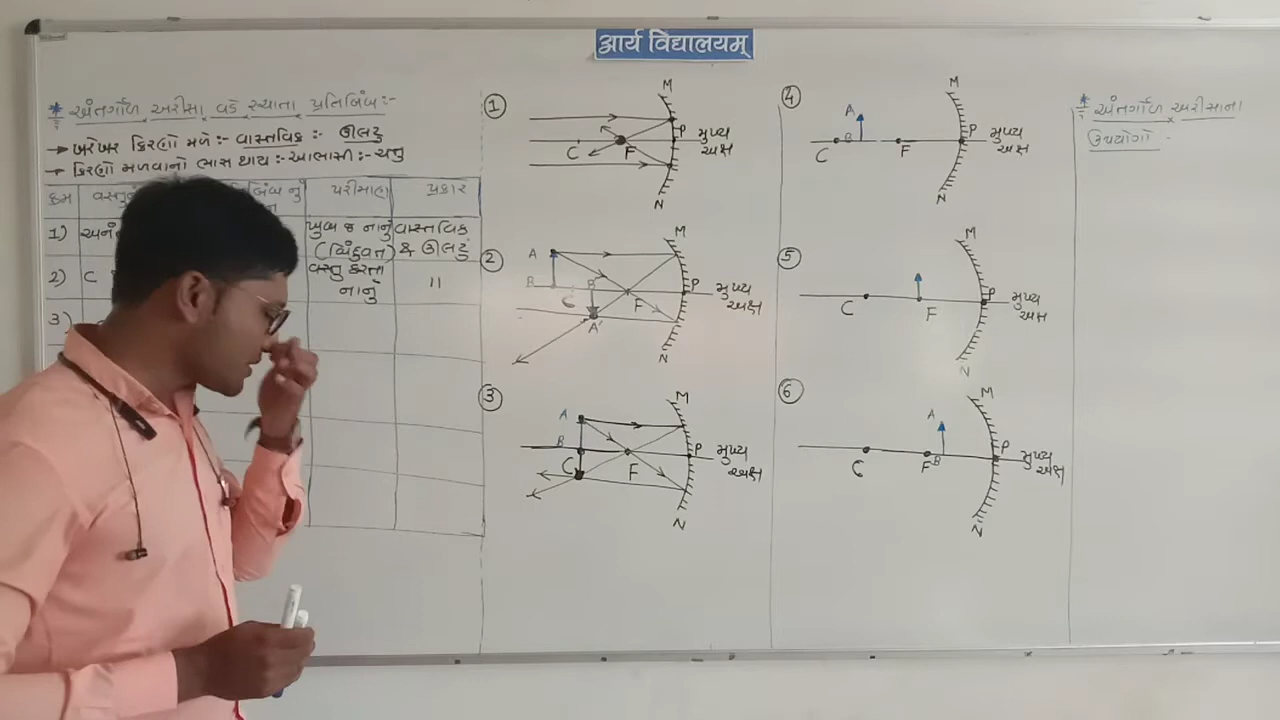 आर्य विद्यालयम्
* અંતર્ગોળ અરીસા વડે રચાતા પ્રતિબિંબ :-
→ ખરેખર કિરણો મળે :- વાસ્તવિક :- ઊલટુ
→ કિરણો મળવાનો ભાસ થાય :- આભાસી :- ચતુ
ક્રમ
પરીમાણ
પ્રકાર
1)
ખુબ જ નાનુ
(બિંદુવત)
વાસ્તવિક
& ઊલટું
2) C
વસ્તુ કરતા
નાનું
11
3)
1
M
C
F
P
મુખ્ય
અક્ષ
N
2
M
A
B
C
B'
F
A'
P
મુખ્ય
અક્ષ
N
3
M
A
B
C
F
P
મુખ્ય
અક્ષ
N
4
M
A
B
C
F
P
મુખ્ય
અક્ષ
N
5
M
C
F
P
મુખ્ય
અક્ષ
N
6
M
A
C
F
B
P
મુખ્ય
અક્ષ
N
* અંતર્ગોળ અરીસાના
ઉપયોગો -